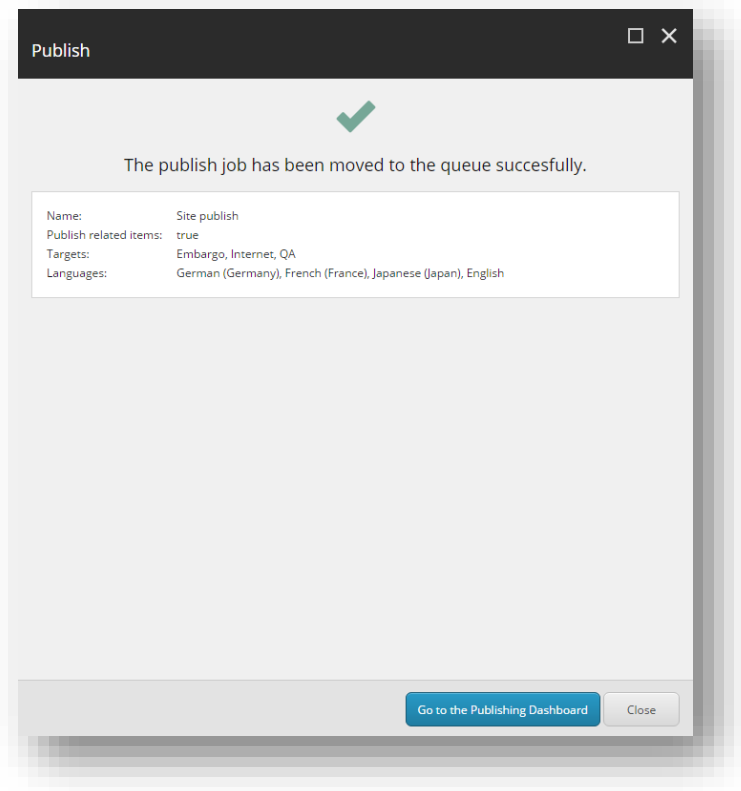 Publish
The publish job has been moved to the queue succesfully.
Name: Site publish
Publish related items: true
Targets: Embargo, Internet, QA
Languages: German (Germany), French (France), Japanese (Japan), English
Go to the Publishing Dashboard Close